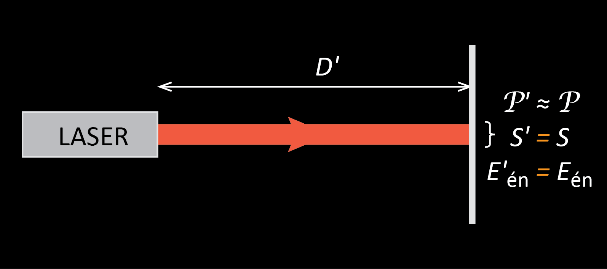 D'
LASER
𝒫' ≈ 𝒫
} S' = S
E'én = Eén